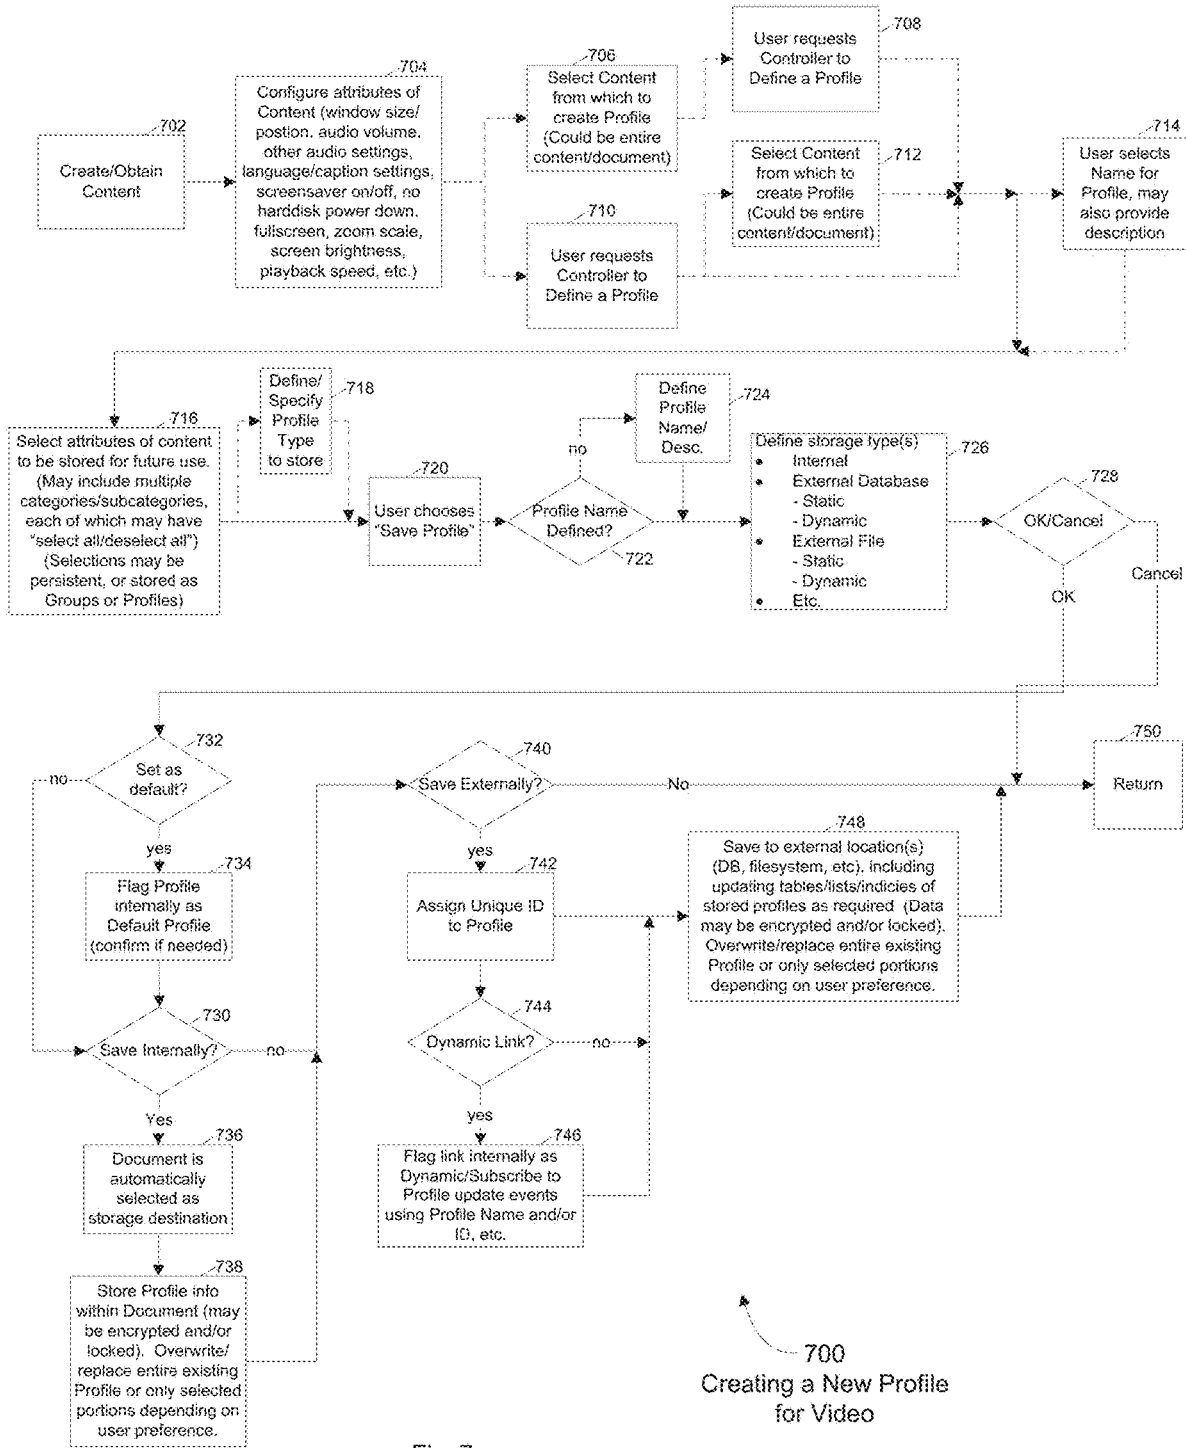 702
Create/Obtain
Content
704
Configure attributes of
Content (window size/
postion. audio volume.
other audio settings,
language/caption settings,
screensaver on/off, no
harddisk power down.
fullscreen, zoom scale,
screen brightness,
playback speed, etc.)
706
Select Content
from which to
create Profile
(Could be entire
content/document)
708
User requests
Controller to
Define a Profile
710
User requests
Controller to
Define a Profile
712
Select Content
from which to
create Profile
(Could be entire
content/document)
714
User selects
Name for
Profile, may
also provide
description
716
Select attributes of content
to be stored for future use.
(May include multiple
categories/subcategories,
each of which may have
"select all/deselect all")
(Selections may be
persistent, or stored as
Groups or Profiles)
718
Define/
Specify
Profile
Type
to store
720
User chooses
"Save Profile"
Profile Name
Defined?
722
no
724
Define
Profile
Name/
Desc.
726
Define storage type(s)
• Internal
• External Database
- Static
- Dynamic
• External File
- Static
- Dynamic
• Etc.
728
OK/Cancel
Cancel
OK
732
Set as
default?
no
yes
734
Flag Profile
internally as
Default Profile
(confirm if needed)
730
Save Internally?
no
Yes
736
Document is
automatically
selected as
storage destination
738
Store Profile info
within Document (may
be encrypted and/or
locked). Overwrite/
replace entire existing
Profile or only selected
portions depending on
user preference.
740
Save Externally?
No
yes
742
Assign Unique ID
to Profile
744
Dynamic Link?
no
yes
746
Flag link internally as
Dynamic/Subscribe to
Profile update events
using Profile Name and/or
ID, etc.
748
Save to external location(s)
(DB, filesystem, etc). including
updating tables/lists/indicies of
stored profiles as required (Data
may be encrypted and/or locked).
Overwrite/replace entire existing
Profile or only selected portions
depending on user preference.
750
Return
700
Creating a New Profile
for Video